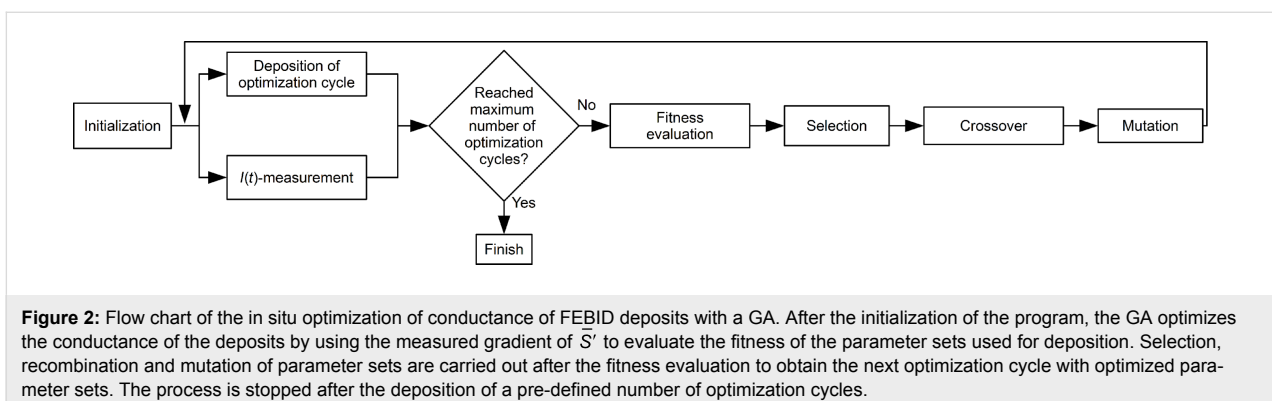 Initialization
Deposition of
optimization cycle
I(t)-measurement
Reached
maximum
number of
optimization
cycles?
No
Yes
Finish
Fitness
evaluation
Selection
Crossover
Mutation
Figure 2: Flow chart of the in situ optimization of conductance of FEBID deposits with a GA. After the initialization of the program, the GA optimizes
the conductance of the deposits by using the measured gradient of S̅′ to evaluate the fitness of the parameter sets used for deposition. Selection,
recombination and mutation of parameter sets are carried out after the fitness evaluation to obtain the next optimization cycle with optimized para-
meter sets. The process is stopped after the deposition of a pre-defined number of optimization cycles.